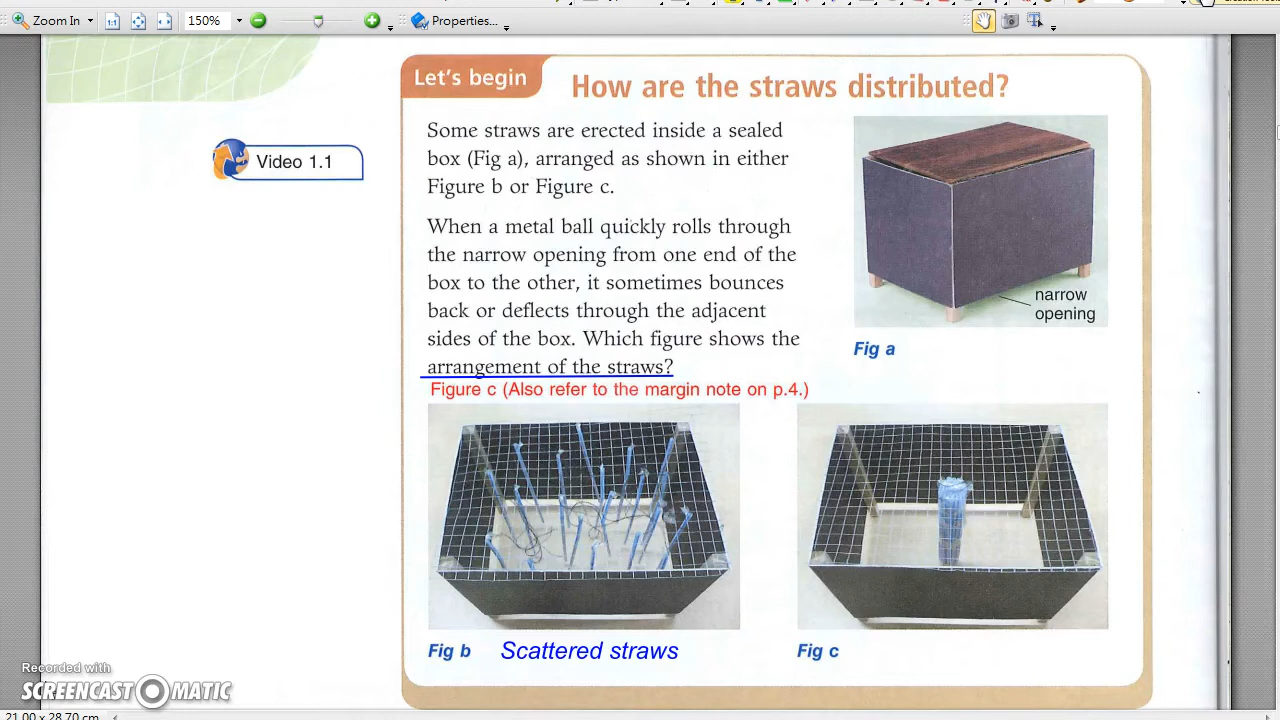 Zoom In
1:1
150%
Properties...
Let's begin
How are the straws distributed?
Video 1.1
Some straws are erected inside a sealed
box (Fig a), arranged as shown in either
Figure b or Figure c.
When a metal ball quickly rolls through
the narrow opening from one end of the
box to the other, it sometimes bounces
back or deflects through the adjacent
sides of the box. Which figure shows the
arrangement of the straws?
narrow
opening
Fig a
Figure c (Also refer to the margin note on p.4.)
Fig b
Scattered straws
Fig c
Recorded with
SCREENCAST MATIC
21.00 x 28.70 cm